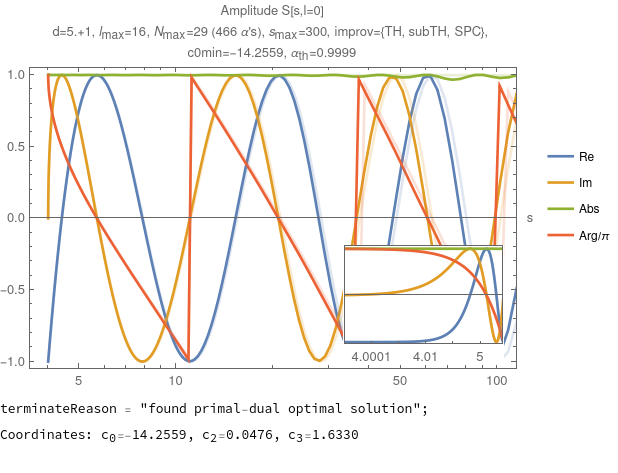 Amplitude S[s,l=0]
d=5.+1, lmax=16, Nmax=29 (466 α's), smax=300, improv={TH, subTH, SPC},
c0min=-14.2559, αth=0.9999
1.0
0.5
0.0
-0.5
-1.0
5
10
50
100
s
4.0001
4.01
5
Re
Im
Abs
Arg/π
terminateReason = "found primal-dual optimal solution";
Coordinates: c0=-14.2559, c2=0.0476, c3=1.6330